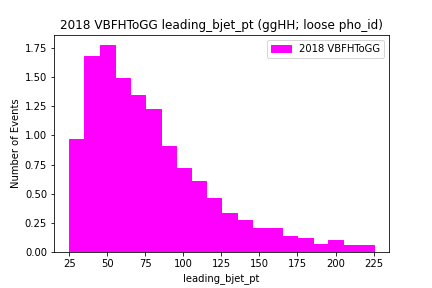 2018 VBFHToGG leading_bjet_pt (ggHH; loose pho_id)
2018 VBFHToGG
Number of Events
1.75
1.50
1.25
1.00
0.75
0.50
0.25
0.00
25 50 75 100 125 150 175 200 225
leading_bjet_pt